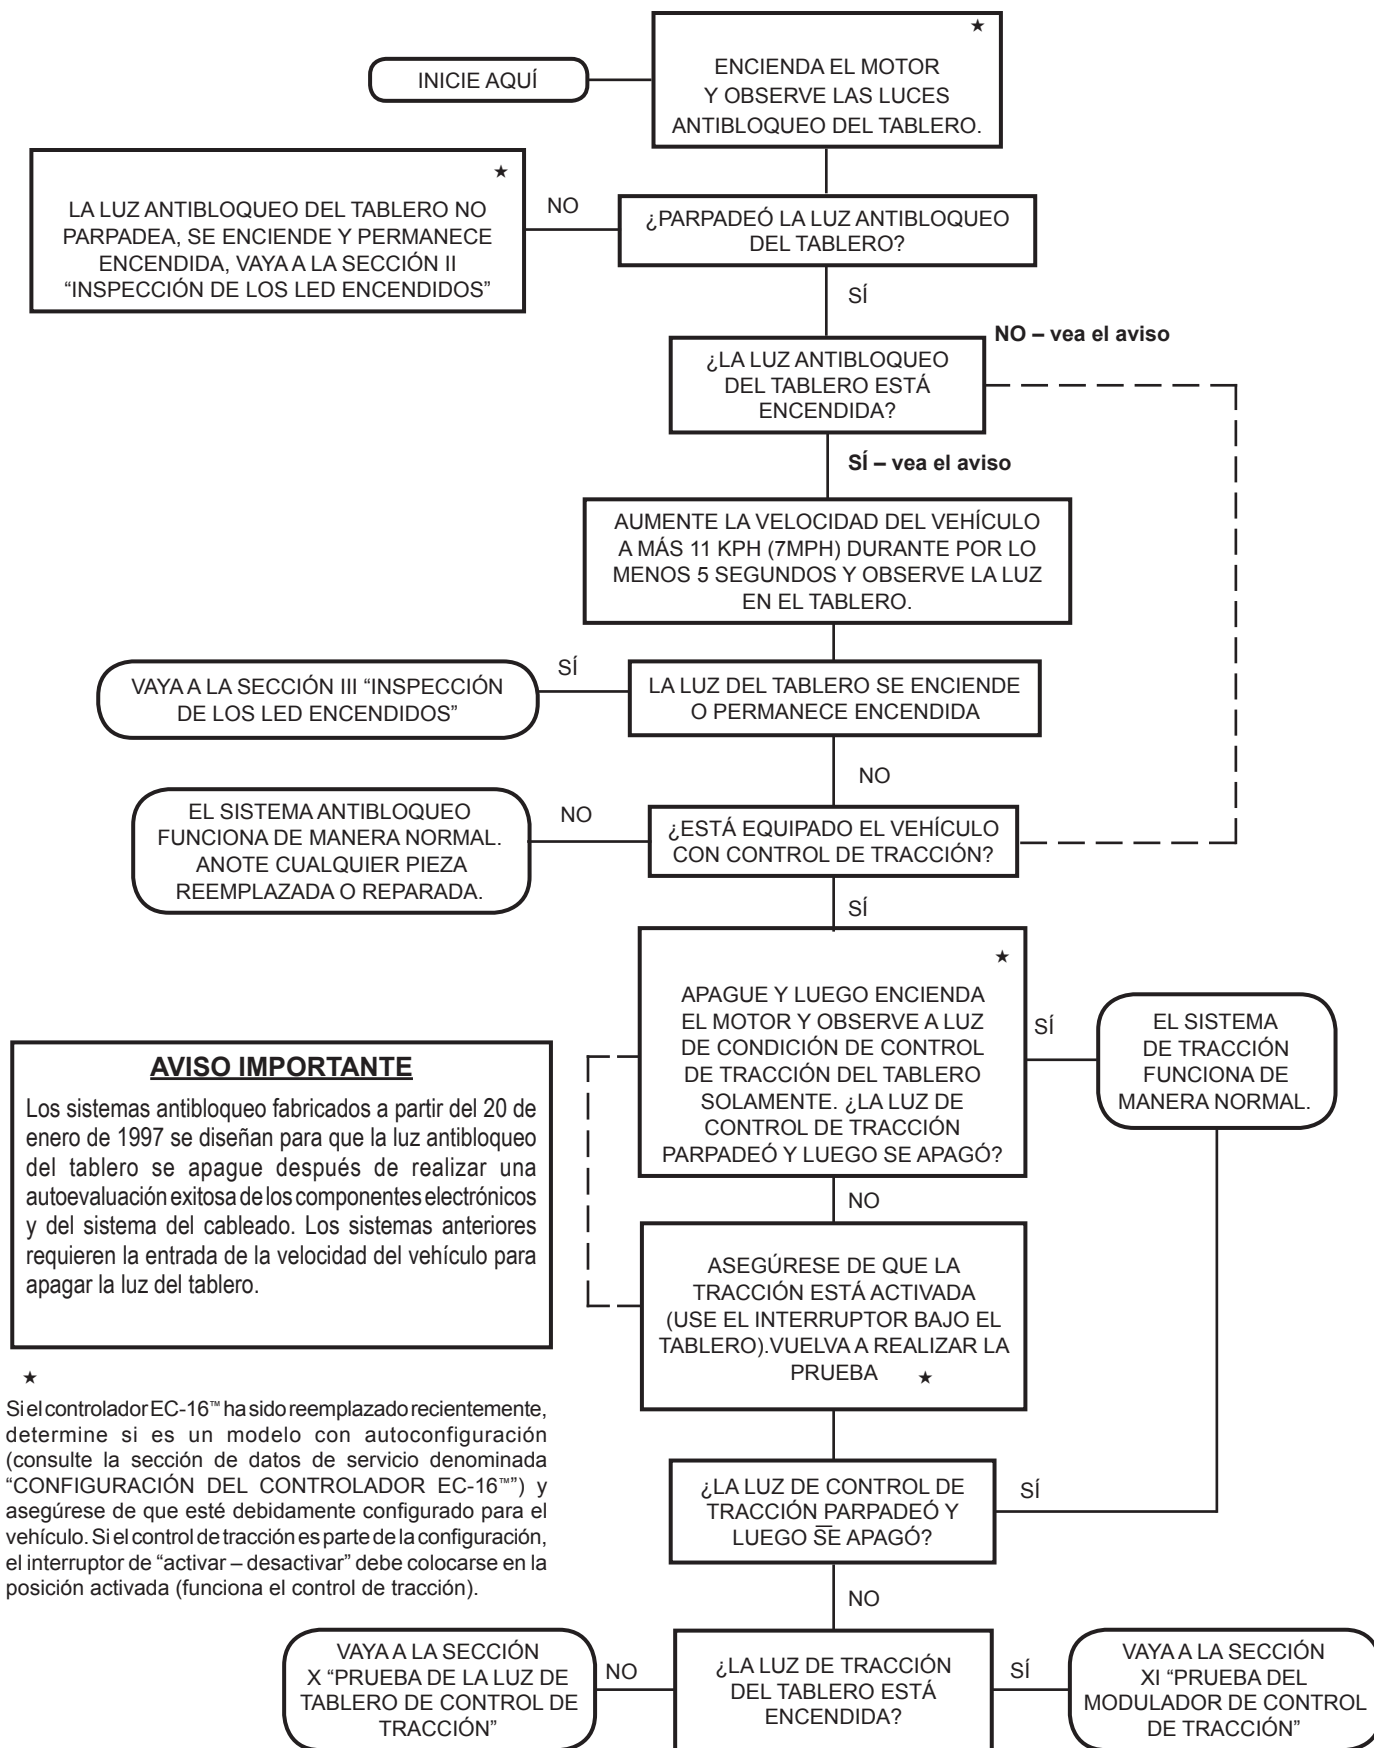 INICIE AQUÍ
★
ENCIENDA EL MOTOR
Y OBSERVE LAS LUCES
ANTIBLOQUEO DEL TABLERO.
★
LA LUZ ANTIBLOQUEO DEL TABLERO NO
PARPADEA, SE ENCIENDE Y PERMANECE
ENCENDIDA, VAYA A LA SECCIÓN II
“INSPECCIÓN DE LOS LED ENCENDIDOS”
NO
¿PARPADEÓ LA LUZ ANTIBLOQUEO
DEL TABLERO?
SÍ
NO – vea el aviso
¿LA LUZ ANTIBLOQUEO
DEL TABLERO ESTÁ
ENCENDIDA?
SÍ – vea el aviso
AUMENTE LA VELOCIDAD DEL VEHÍCULO
A MÁS 11 KPH (7MPH) DURANTE POR LO
MENOS 5 SEGUNDOS Y OBSERVE LA LUZ
EN EL TABLERO.
VAYA A LA SECCIÓN III “INSPECCIÓN
DE LOS LED ENCENDIDOS”
SÍ
LA LUZ DEL TABLERO SE ENCIENDE
O PERMANECE ENCENDIDA
NO
EL SISTEMA ANTIBLOQUEO
FUNCIONA DE MANERA NORMAL.
ANOTE CUALQUIER PIEZA
REEMPLAZADA O REPARADA.
NO
¿ESTÁ EQUIPADO EL VEHÍCULO
CON CONTROL DE TRACCIÓN?
SÍ
★
APAGUE Y LUEGO ENCIENDA
EL MOTOR Y OBSERVE A LUZ
DE CONDICIÓN DE CONTROL
DE TRACCIÓN DEL TABLERO
SOLAMENTE. ¿LA LUZ DE
CONTROL DE TRACCIÓN
PARPADEÓ Y LUEGO SE APAGÓ?
SÍ
EL SISTEMA
DE TRACCIÓN
FUNCIONA DE
MANERA NORMAL.
NO
AVISO IMPORTANTE
Los sistemas antibloqueo fabricados a partir del 20 de
enero de 1997 se diseñan para que la luz antibloqueo
del tablero se apague después de realizar una
autoevaluación exitosa de los componentes electrónicos
y del sistema del cableado. Los sistemas anteriores
requieren la entrada de la velocidad del vehículo para
apagar la luz del tablero.
ASEGÚRESE DE QUE LA
TRACCIÓN ESTÁ ACTIVADA
(USE EL INTERRUPTOR BAJO EL
TABLERO).VUELVA A REALIZAR LA
PRUEBA ★
★
Si el controlador EC-16™ ha sido reemplazado recientemente,
determine si es un modelo con autoconfiguración
(consulte la sección de datos de servicio denominada
“CONFIGURACIÓN DEL CONTROLADOR EC-16™”) y
asegúrese de que esté debidamente configurado para el
vehículo. Si el control de tracción es parte de la configuración,
el interruptor de “activar – desactivar” debe colocarse en la
posición activada (funciona el control de tracción).
¿LA LUZ DE CONTROL DE
TRACCIÓN PARPADEÓ Y
LUEGO SE APAGÓ?
SÍ
NO
VAYA A LA SECCIÓN
X “PRUEBA DE LA LUZ DE
TABLERO DE CONTROL DE
TRACCIÓN”
NO
¿LA LUZ DE TRACCIÓN
DEL TABLERO ESTÁ
ENCENDIDA?
SÍ
VAYA A LA SECCIÓN
XI “PRUEBA DEL
MODULADOR DE CONTROL
DE TRACCIÓN”